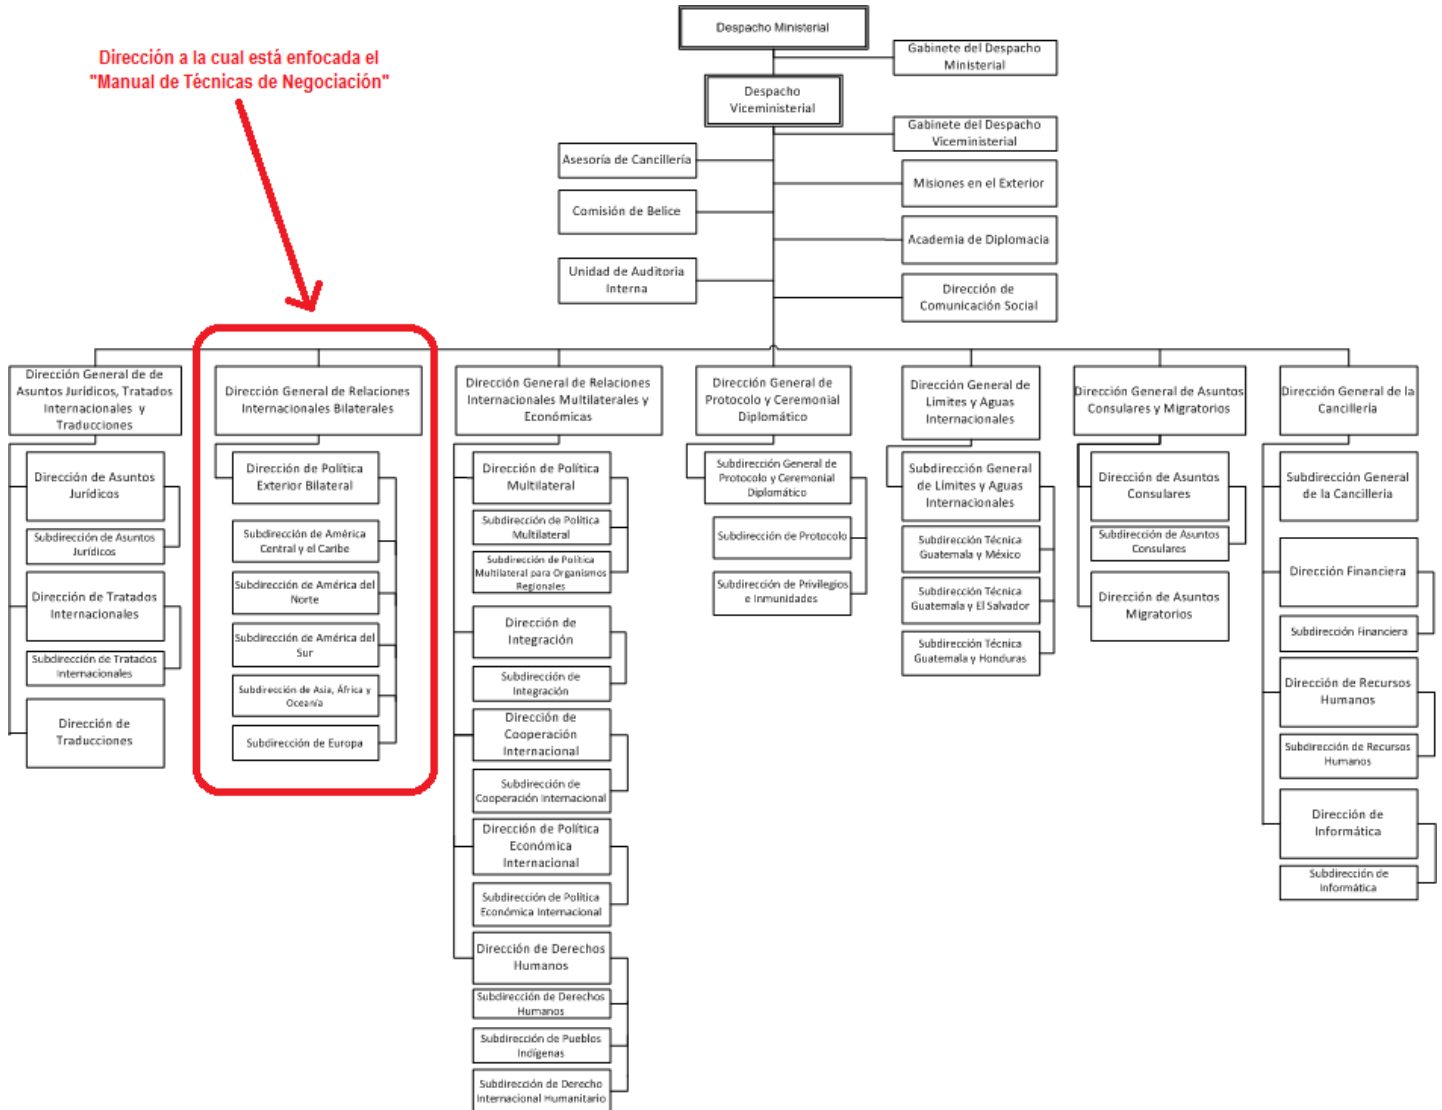 Despacho Ministerial
Dirección a la cual está enfocada el
"Manual de Técnicas de Negociación"
Gabinete del Despacho
Ministerial
Despacho
Viceministerial
Gabinete del Despacho
Viceministerial
Asesoría de Cancillería
Misiones en el Exterior
Comisión de Belice
Academia de Diplomacia
Unidad de Auditoria
Interna
Dirección de
Comunicación Social
Dirección General de de
Asuntos Jurídicos, Tratados
Internacionales y
Traducciones
Dirección de Asuntos
Jurídicos
Subdirección de Asuntos
Jurídicos
Dirección de Tratados
Internacionales
Subdirección de Tratados
Internacionales
Dirección de
Traducciones
Dirección General de Relaciones
Internacionales Bilaterales
Dirección de Política
Exterior Bilateral
Subdirección de América
Central y el Caribe
Subdirección de América del
Norte
Subdirección de América del
Sur
Subdirección de Asia, África y
Oceanía
Subdirección de Europa
Dirección General de Relaciones
Internacionales Multilaterales y
Económicas
Dirección de Política
Multilateral
Subdirección de Política
Multilateral
Subdirección de Política
Multilateral para Organismos
Regionales
Dirección de
Integración
Subdirección de
Integración
Dirección de
Cooperación
Internacional
Subdirección de
Cooperación Internacional
Dirección de Política
Económica
Internacional
Subdirección de Política
Económica Internacional
Dirección de Derechos
Humanos
Subdirección de Derechos
Humanos
Subdirección de Pueblos
Indígenas
Subdirección de Derecho
Internacional Humanitario
Dirección General de
Protocolo y Ceremonial
Diplomático
Subdirección General de
Protocolo y Ceremonial
Diplomático
Subdirección de Protocolo
Subdirección de Privilegios
e Inmunidades
Dirección General de
Limites y Aguas
Internacionales
Subdirección General
de Límites y Aguas
Internacionales
Subdirección Técnica
Guatemala y México
Subdirección Técnica
Guatemala y El Salvador
Subdirección Técnica
Guatemala y Honduras
Dirección General de Asuntos
Consulares y Migratorios
Dirección de Asuntos
Consulares
Subdirección de Asuntos
Consulares
Dirección de Asuntos
Migratorios
Dirección General de la
Cancillería
Subdirección General
de la Cancilleria
Dirección Financiera
Subdirección Financiera
Dirección de Recursos
Humanos
Subdirección de Recursos
Humanos
Dirección de
Informática
Subdirección de
Informática